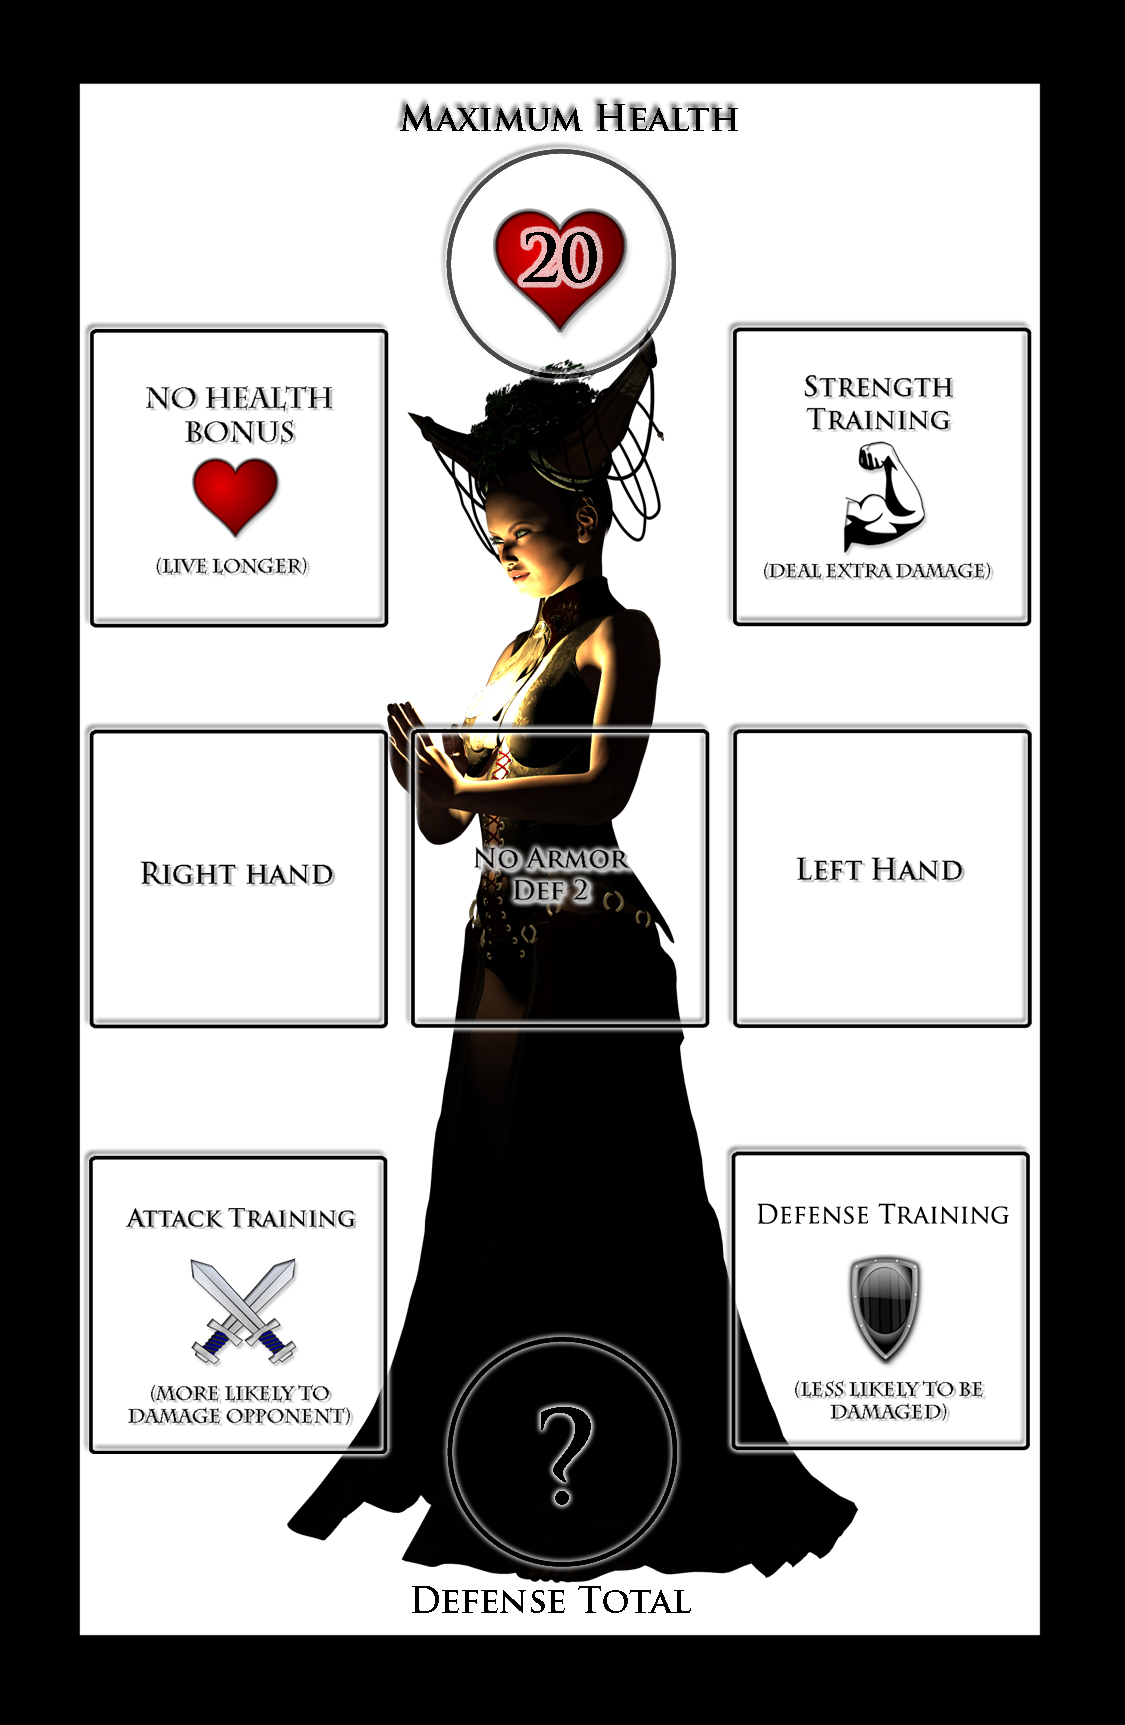 Maximum Health
20
No Health
Bonus
(Live Longer)
Strength
Training
(Deal Extra Damage)
Right hand
No Armor
Def 2
Left Hand
Attack Training
(More likely to
damage opponent)
Defense Training
(Less likely to be
damaged)
?
Defense Total